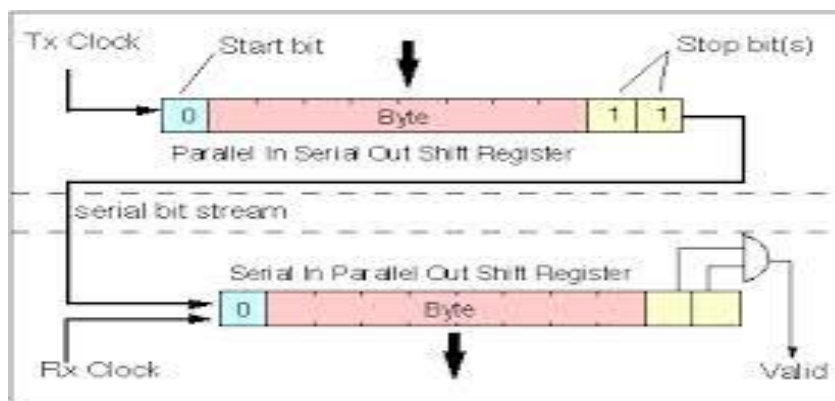 Tx Clock
Start bit
Stop bit(s)
0
Byte
1
1
Parallel In Serial Out Shift Register
serial bit stream
Serial In Parallel Out Shift Register
0
Byte
Rx Clock
Valid